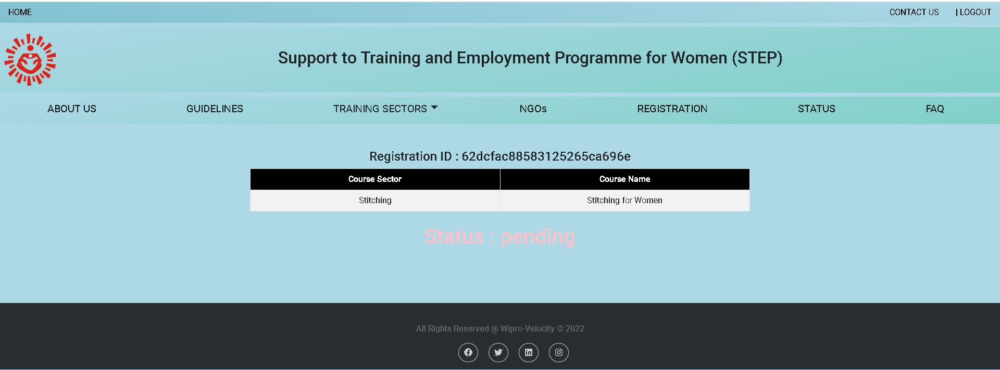 HOME CONTACT US | LOGOUT
Support to Training and Employment Programme for Women (STEP)
ABOUT US GUIDELINES TRAINING SECTORS NGOs REGISTRATION STATUS FAQ
Registration ID : 62dcfac88583125265ca696e
Course Sector Course Name
Stitching Stitching for Women
Status : pending
All Rights Reserved @ Wipro-Velocity © 2022